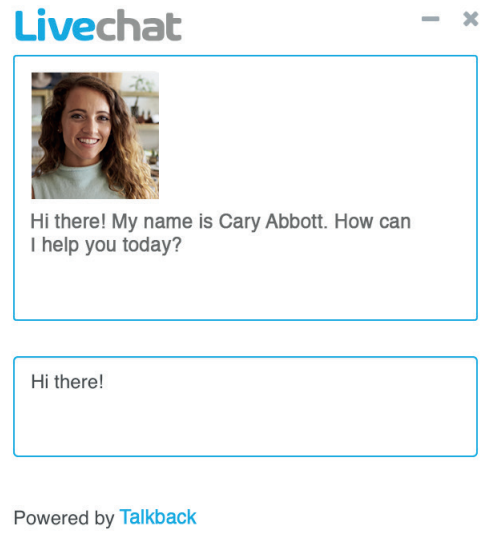 Livechat
Hi there! My name is Cary Abbott. How can
I help you today?
Hi there!
Powered by Talkback